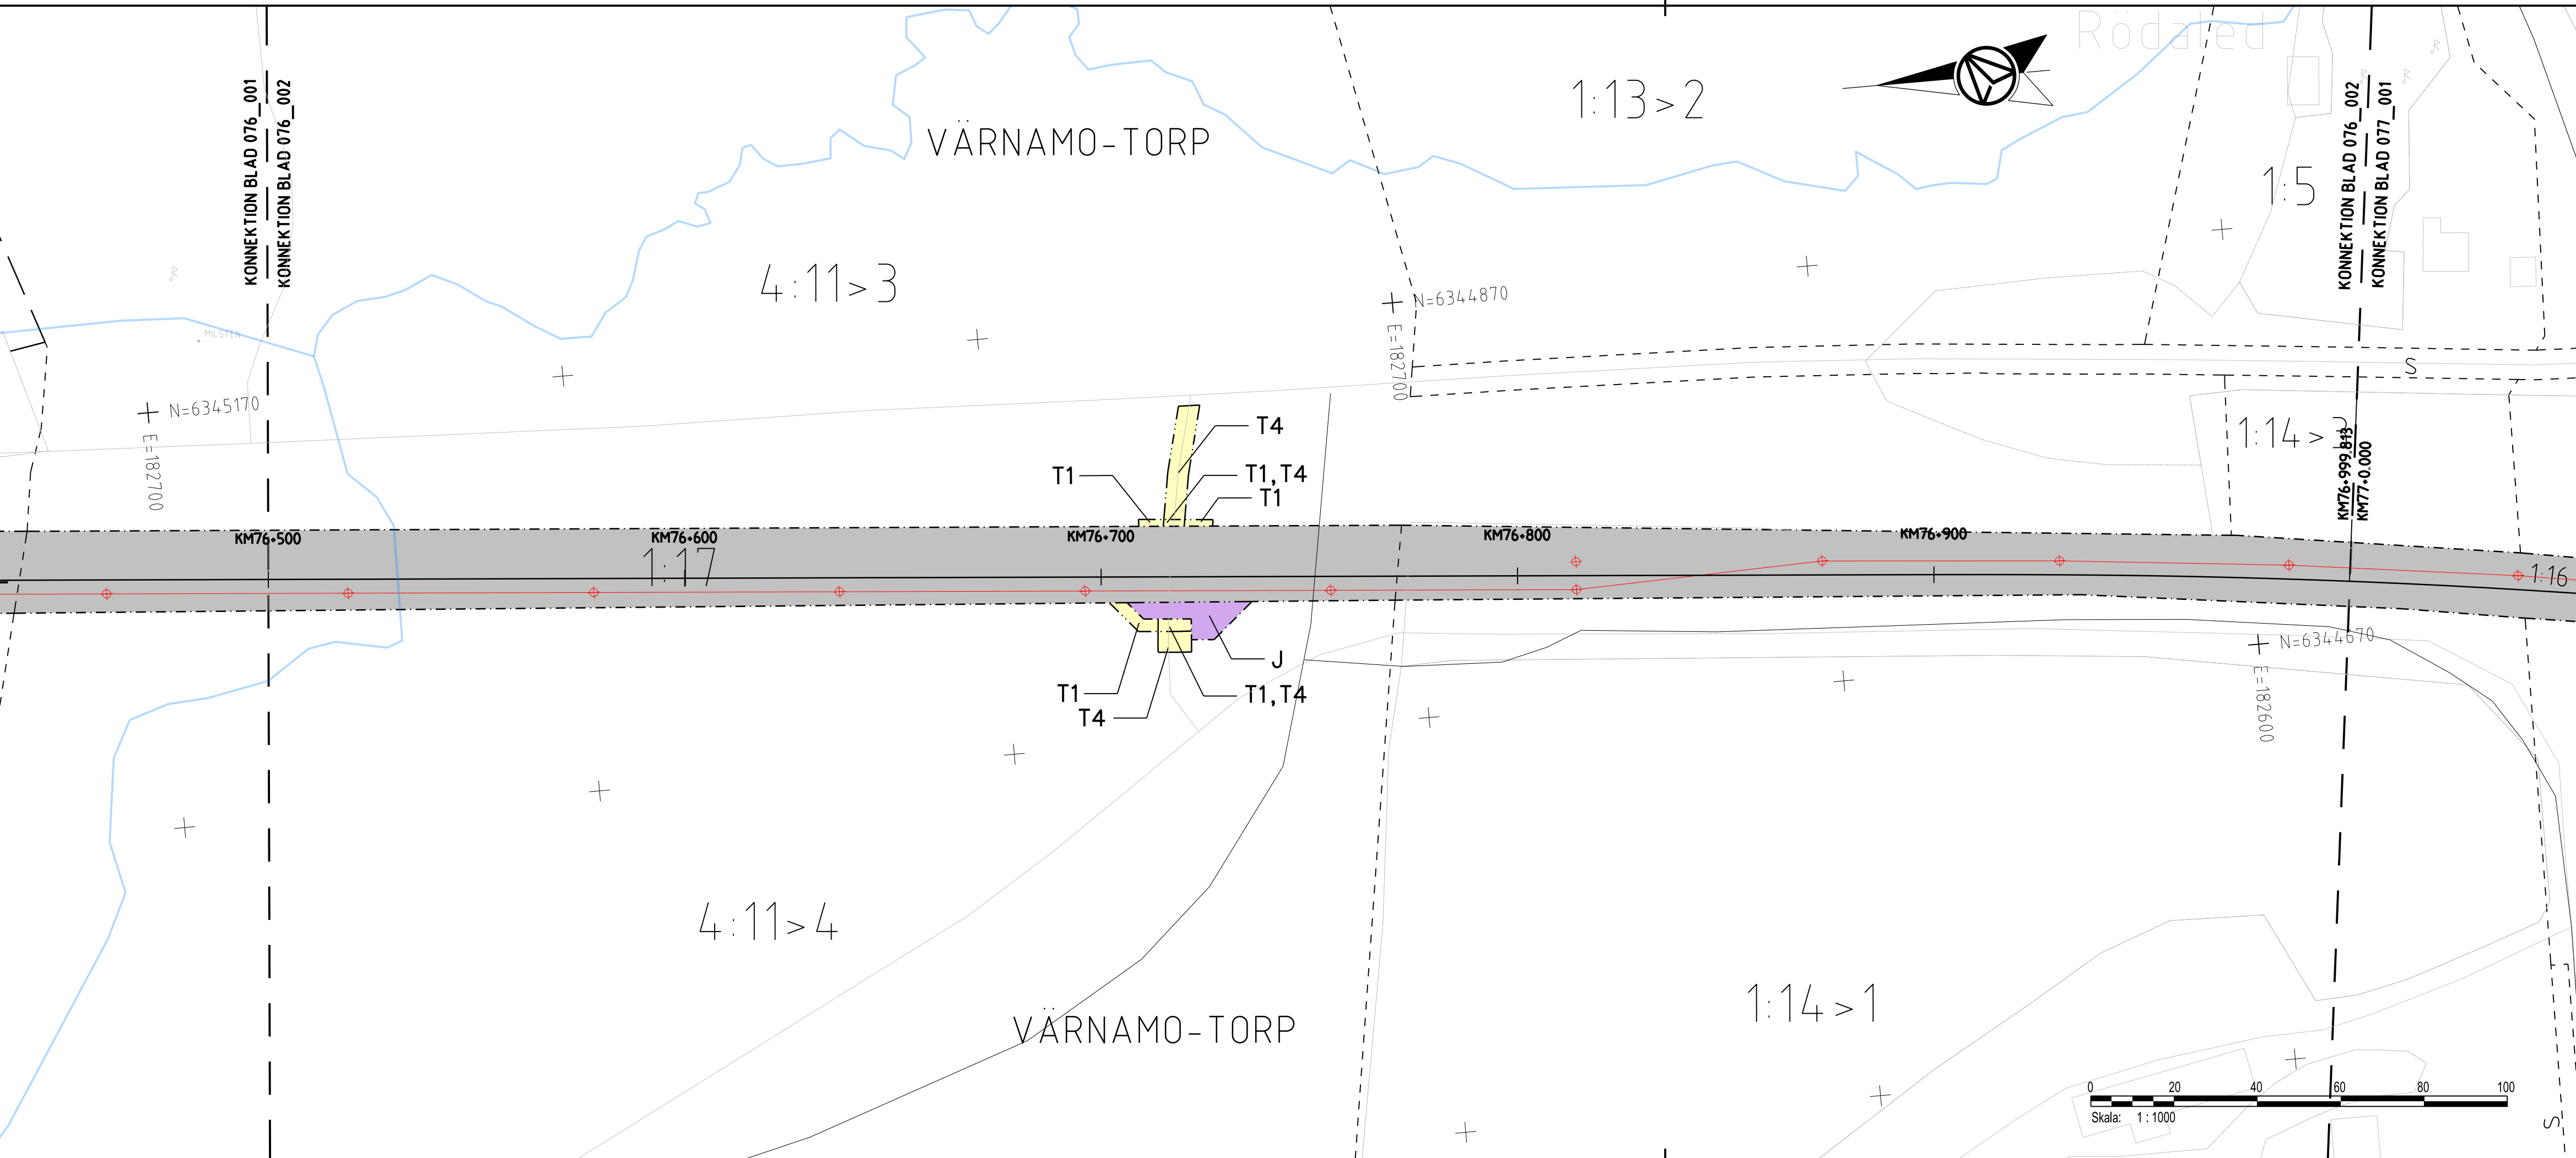 Rödaled
KONNEKTION BLAD 076_001
KONNEKTION BLAD 076_002
VÄRNAMO-TORP
1:13>2
1:5
KONNEKTION BLAD 076_002
KONNEKTION BLAD 077_001
4:11>3
N=6344870
E=182700
MILSTEN
N=6345170
E=182700
S
T4
T1
T1,T4
T1
1:14>
KM76+999.813
KM77+0.000
KM76+500
KM76+600
KM76+700
KM76+800
KM76+900
1:17
1:16
J
T1
T1,T4
T4
N=6344670
E=182600
4:11>4
VÄRNAMO-TORP
1:14>1
0 20 40 60 80 100
Skala: 1:1000
S